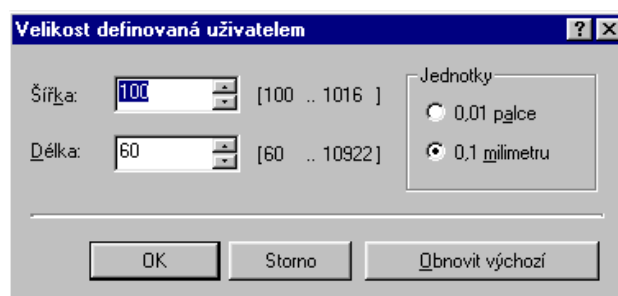 Velikost definovaná uživatelem
Šířka: 100 [100 .. 1016 ]
Délka: 60 [60 .. 10922]
Jednotky
0,01 palce
0,1 milimetru
OK Storno Obnovit výchozí